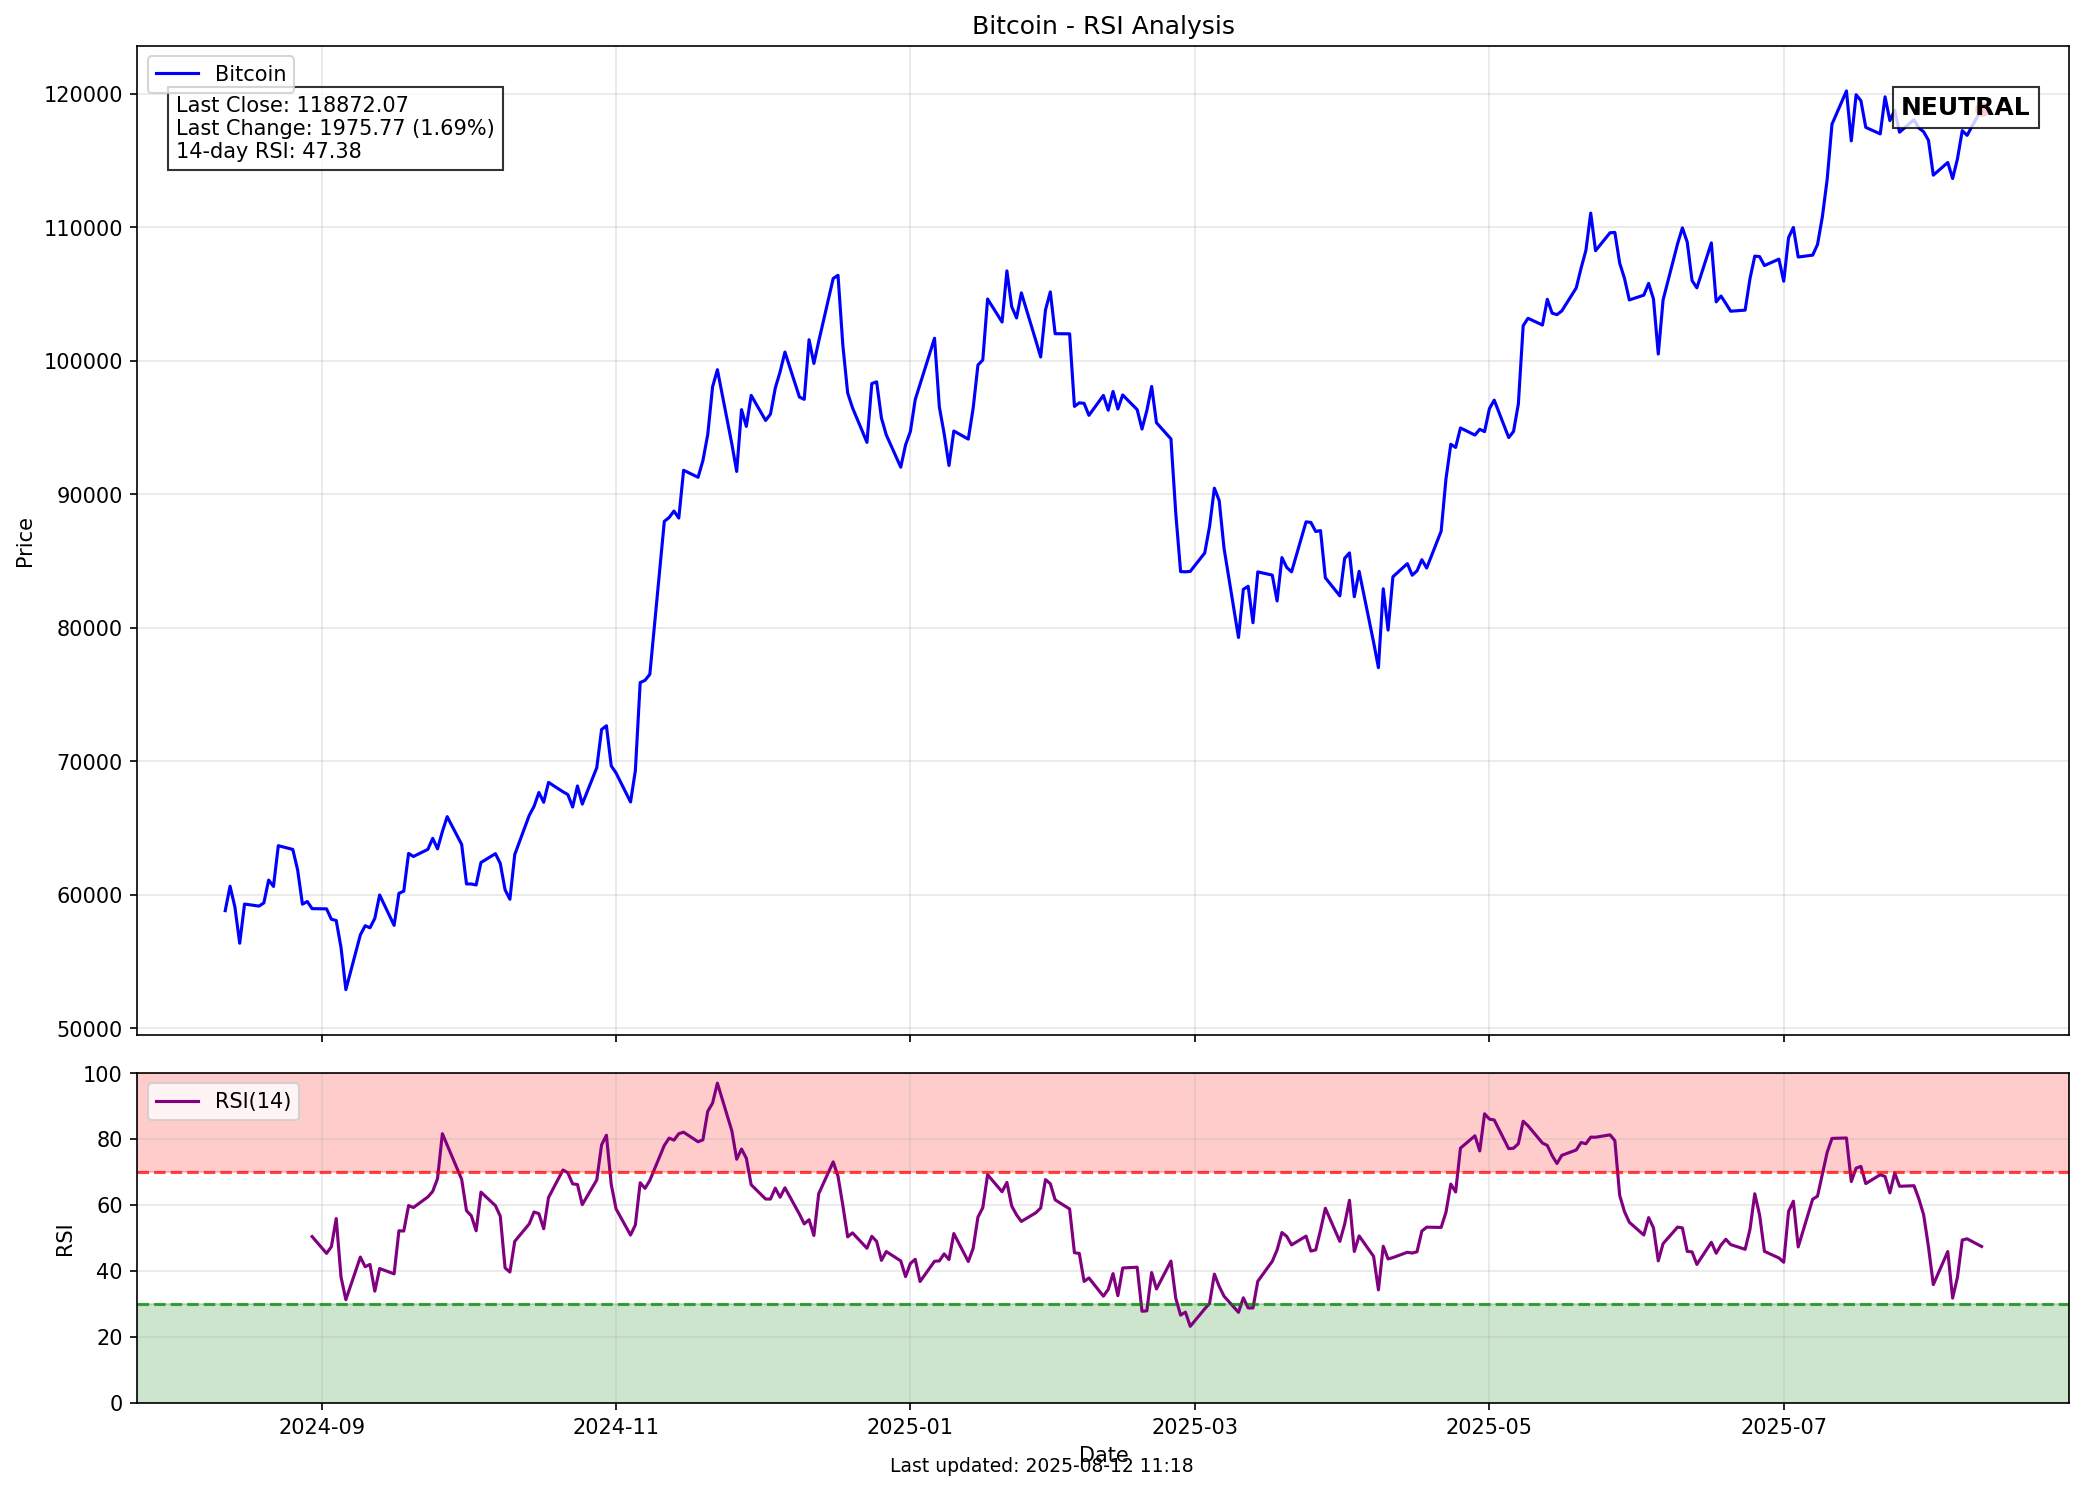 Bitcoin - RSI Analysis
Bitcoin
Last Close: 118872.07
Last Change: 1975.77 (1.69%)
14-day RSI: 47.38
NEUTRAL
120000
110000
100000
90000
80000
70000
60000
50000
Price
RSI(14)
100
80
60
40
20
0
RSI
2024-09
2024-11
2025-01
2025-03
2025-05
2025-07
Date
Last updated: 2025-08-12 11:18